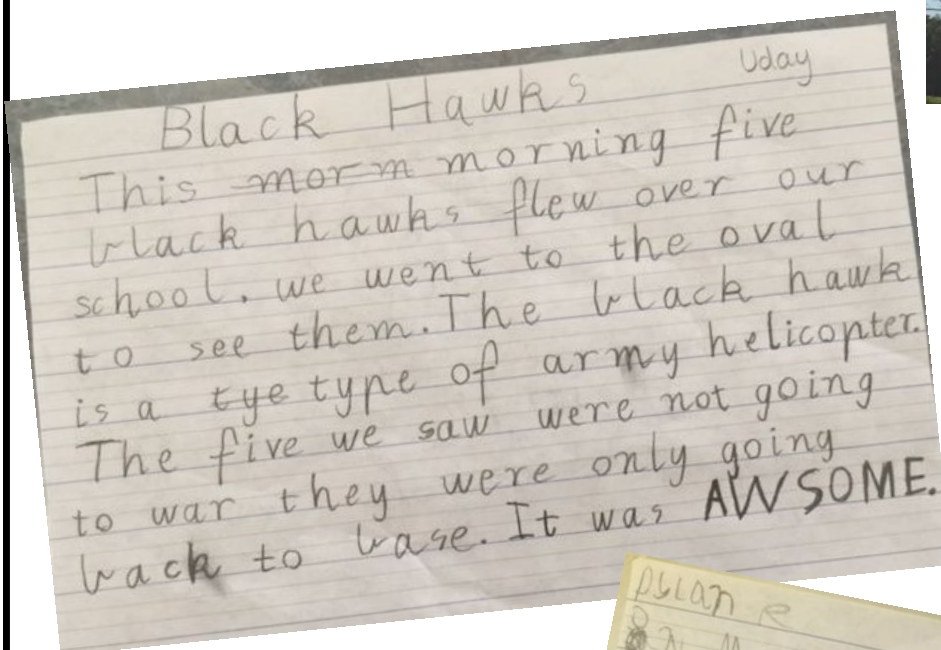 Uday
Black Hawks
This morm morning five
black hawks flew over our
school. we went to the oval
to see them. The black hawk
is a tye type of army helicopter.
The five we saw were not going
to war they were only going
back to base. It was AWSOME.